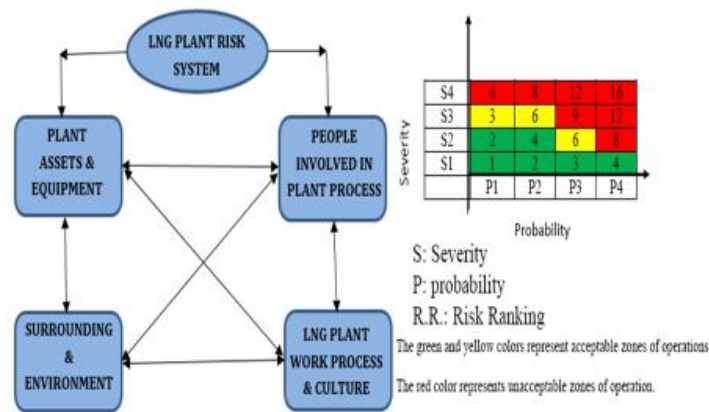 LNG PLANT RISK
SYSTEM
PLANT
ASSETS &
EQUIPMENT
PEOPLE
INVOLVED IN
PLANT PROCESS
SURROUNDING
&
ENVIRONMENT
LNG PLANT
WORK PROCESS
& CULTURE
Severity
S4 4 8 12 16
S3 3 6 9 12
S2 2 4 6 8
S1 1 2 3 4
P1 P2 P3 P4
Probability
S: Severity
P: probability
R.R.: Risk Ranking
The green and yellow colors represent acceptable zones of operations
The red color represents unacceptable zones of operation.